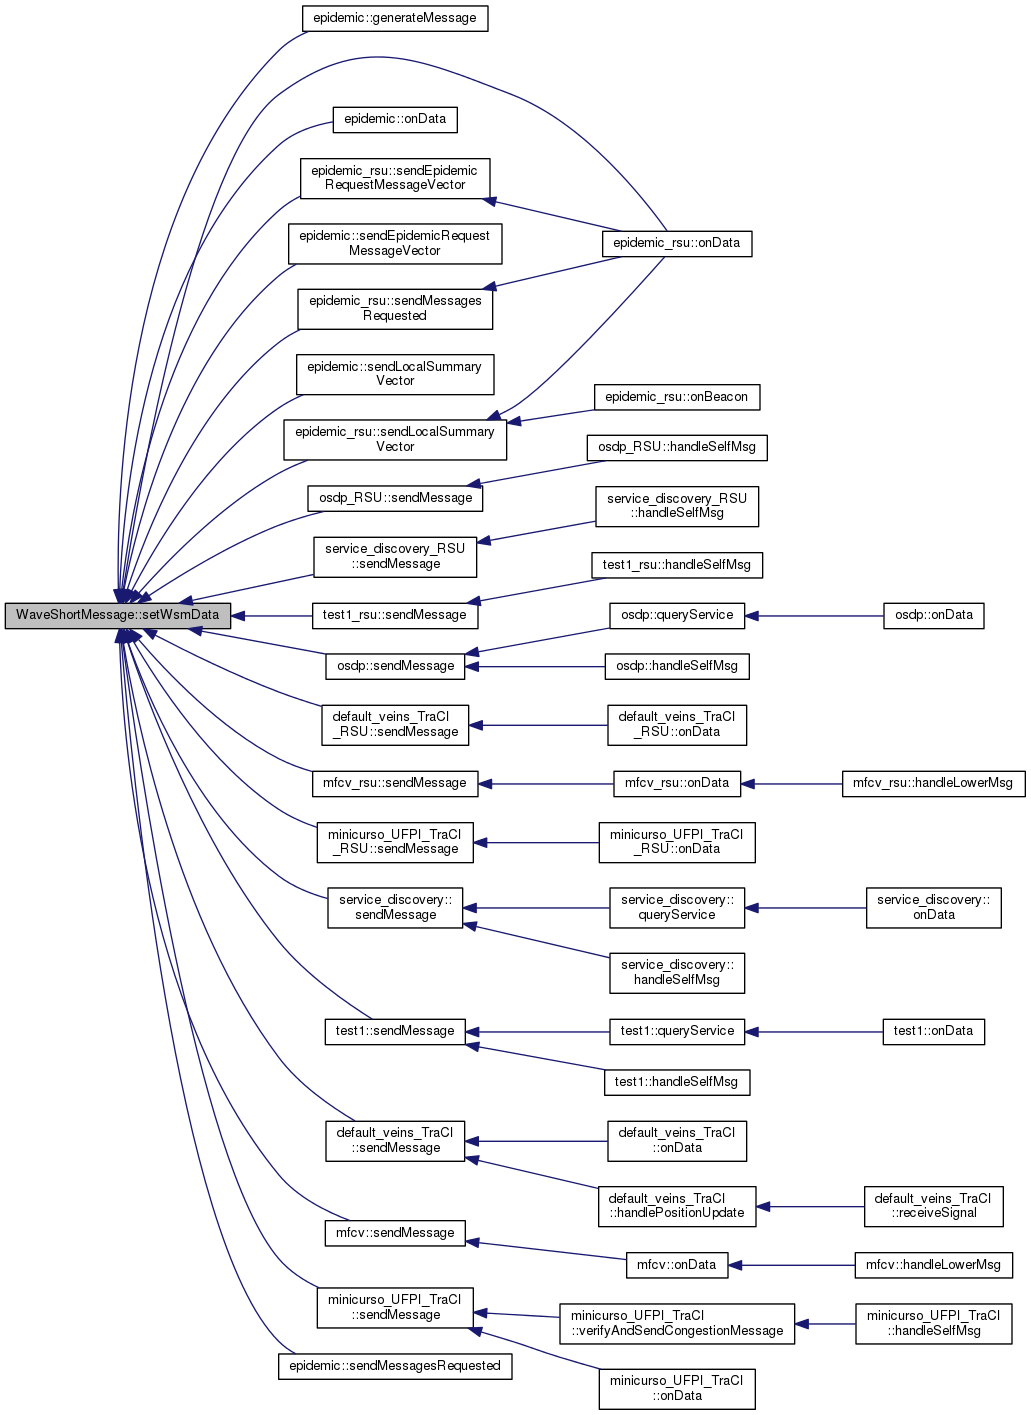 epidemic::generateMessage
epidemic::onData
epidemic_rsu::sendEpidemic
RequestMessageVector
epidemic::sendEpidemicRequest
MessageVector
epidemic_rsu::onData
epidemic_rsu::sendMessages
Requested
epidemic::sendLocalSummary
Vector
epidemic_rsu::onBeacon
epidemic_rsu::sendLocalSummary
Vector
osdp_RSU::handleSelfMsg
osdp_RSU::sendMessage
service_discovery_RSU
::handleSelfMsg
service_discovery_RSU
::sendMessage
test1_rsu::handleSelfMsg
WaveShortMessage::setWsmData
test1_rsu::sendMessage
osdp::queryService
osdp::onData
osdp::sendMessage
osdp::handleSelfMsg
default_veins_TraCI
_RSU::sendMessage
default_veins_TraCI
_RSU::onData
mfcv_rsu::sendMessage
mfcv_rsu::onData
mfcv_rsu::handleLowerMsg
minicurso_UFPI_TraCI
_RSU::sendMessage
minicurso_UFPI_TraCI
_RSU::onData
service_discovery::
sendMessage
service_discovery::
queryService
service_discovery::
onData
service_discovery::
handleSelfMsg
test1::sendMessage
test1::queryService
test1::onData
test1::handleSelfMsg
default_veins_TraCI
::sendMessage
default_veins_TraCI
::onData
default_veins_TraCI
::handlePositionUpdate
default_veins_TraCI
::receiveSignal
mfcv::sendMessage
mfcv::onData
mfcv::handleLowerMsg
minicurso_UFPI_TraCI
::sendMessage
minicurso_UFPI_TraCI
::verifyAndSendCongestionMessage
minicurso_UFPI_TraCI
::handleSelfMsg
epidemic::sendMessagesRequested
minicurso_UFPI_TraCI
::onData